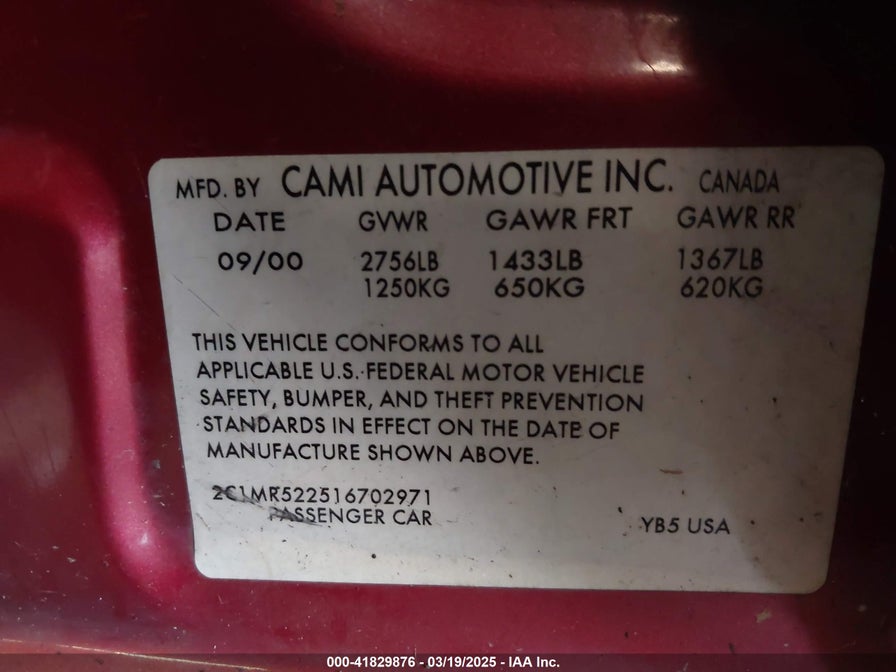 MFD. BY CAMI AUTOMOTIVE INC. CANADA
DATE GVWR GAWR FRT GAWR RR
09/00 2756LB 1433LB 1367LB
1250KG 650KG 620KG
THIS VEHICLE CONFORMS TO ALL
APPLICABLE U.S. FEDERAL MOTOR VEHICLE
SAFETY, BUMPER, AND THEFT PREVENTION
STANDARDS IN EFFECT ON THE DATE OF
MANUFACTURE SHOWN ABOVE.
2C1MR522516702971
PASSENGER CAR YB5 USA
000-41829876 - 03/19/2025 - IAA Inc.